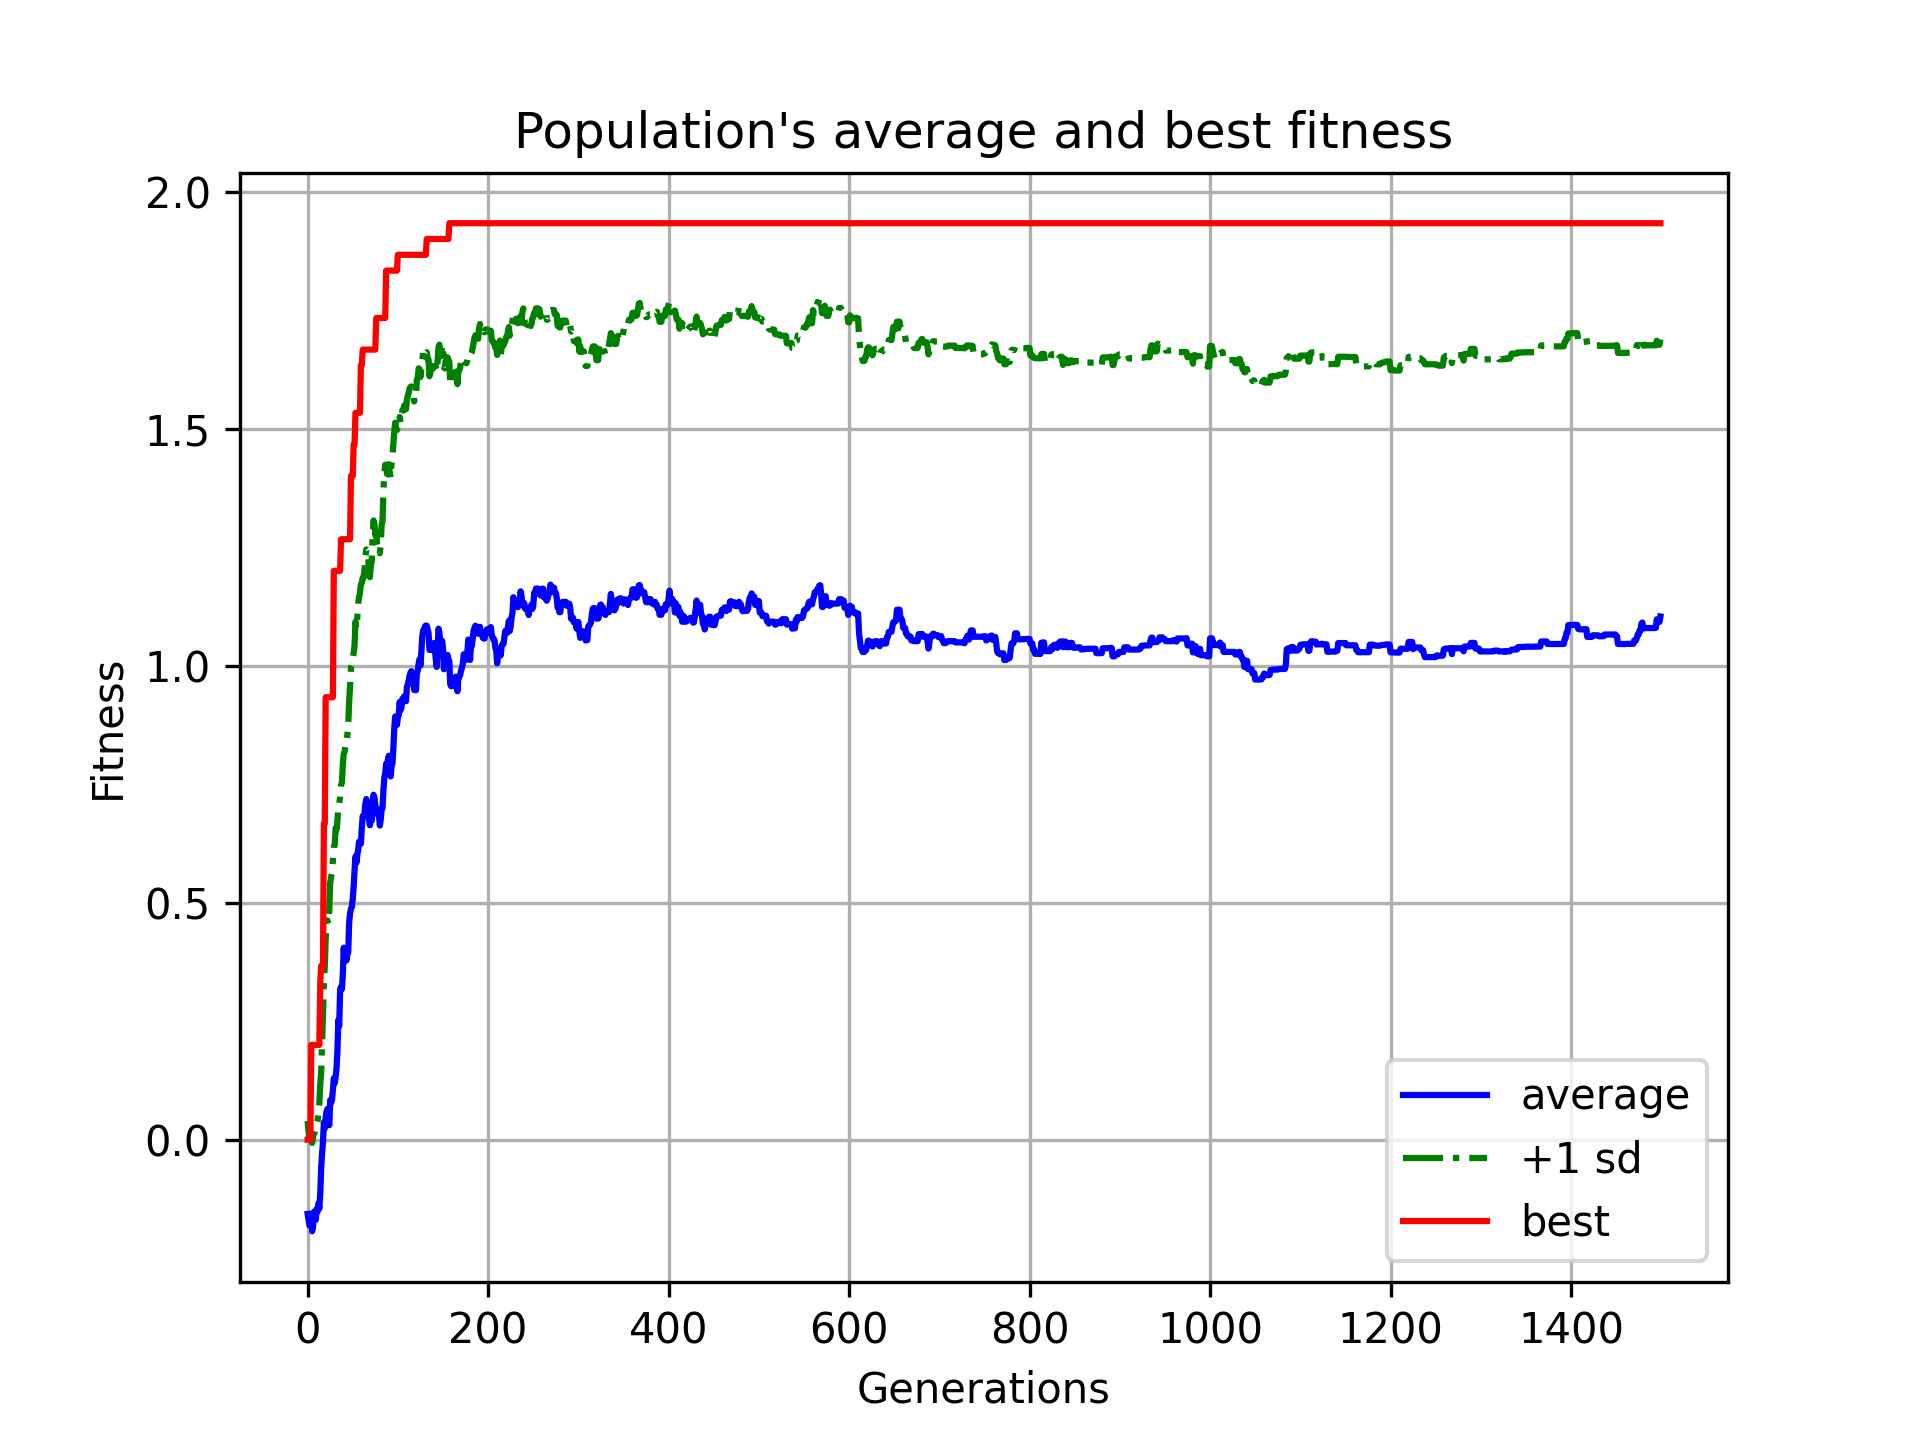 Population's average and best fitness
2.0
1.5
1.0
0.5
0.0
Fitness
0
200
400
600
800
1000
1200
1400
Generations
average
+1 sd
best